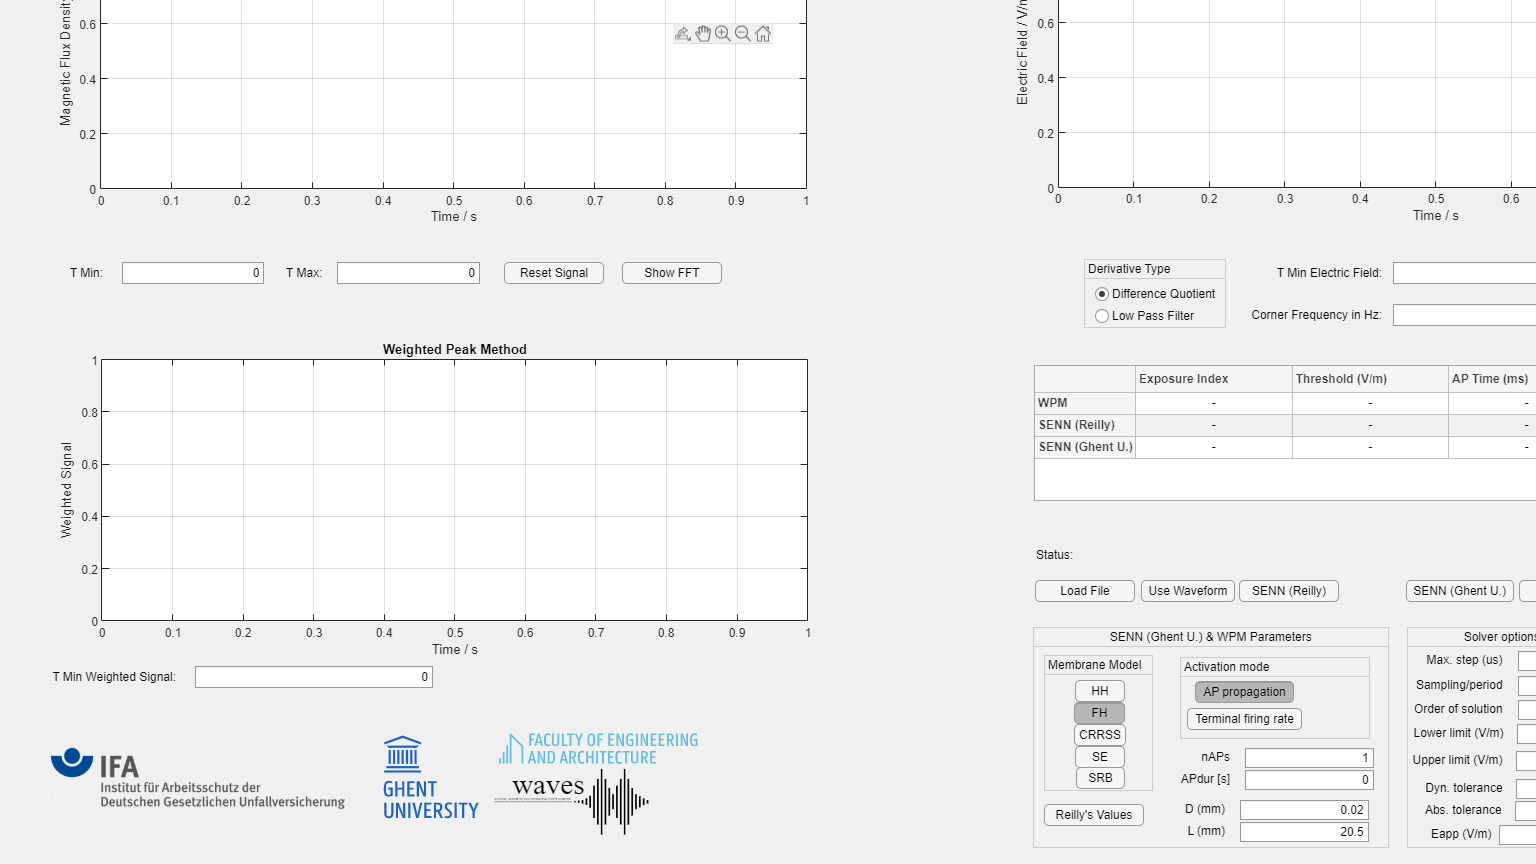 Magnetic Flux Density
0.6
0.4
0.2
0
0 0.1 0.2 0.3 0.4 0.5 0.6 0.7 0.8 0.9 1
Time / s
Electric Field / V/m
0.6
0.4
0.2
0
0 0.1 0.2 0.3 0.4 0.5 0.6
Time / s
T Min: 0 T Max: 0 Reset Signal Show FFT
Derivative Type
Difference Quotient
Low Pass Filter
T Min Electric Field:
Corner Frequency in Hz:
Weighted Peak Method
Weighted Signal
1
0.8
0.6
0.4
0.2
0
0 0.1 0.2 0.3 0.4 0.5 0.6 0.7 0.8 0.9 1
Time / s
T Min Weighted Signal: 0
Exposure Index Threshold (V/m) AP Time (ms)
WPM - - -
SENN (Reilly) - - -
SENN (Ghent U.) - - -
Status:
Load File Use Waveform SENN (Reilly) SENN (Ghent U.)
SENN (Ghent U.) & WPM Parameters
Membrane Model
HH
FH
CRRSS
SE
SRB
Reilly's Values
Activation mode
AP propagation
Terminal firing rate
nAPs 1
APdur [s] 0
D (mm) 0.02
L (mm) 20.5
Solver options
Max. step (us)
Sampling/period
Order of solution
Lower limit (V/m)
Upper limit (V/m)
Dyn. tolerance
Abs. tolerance
Eapp (V/m)
IFA
Institut für Arbeitsschutz der
Deutschen Gesetzlichen Unfallversicherung
GHENT
UNIVERSITY
FACULTY OF ENGINEERING
AND ARCHITECTURE
waves